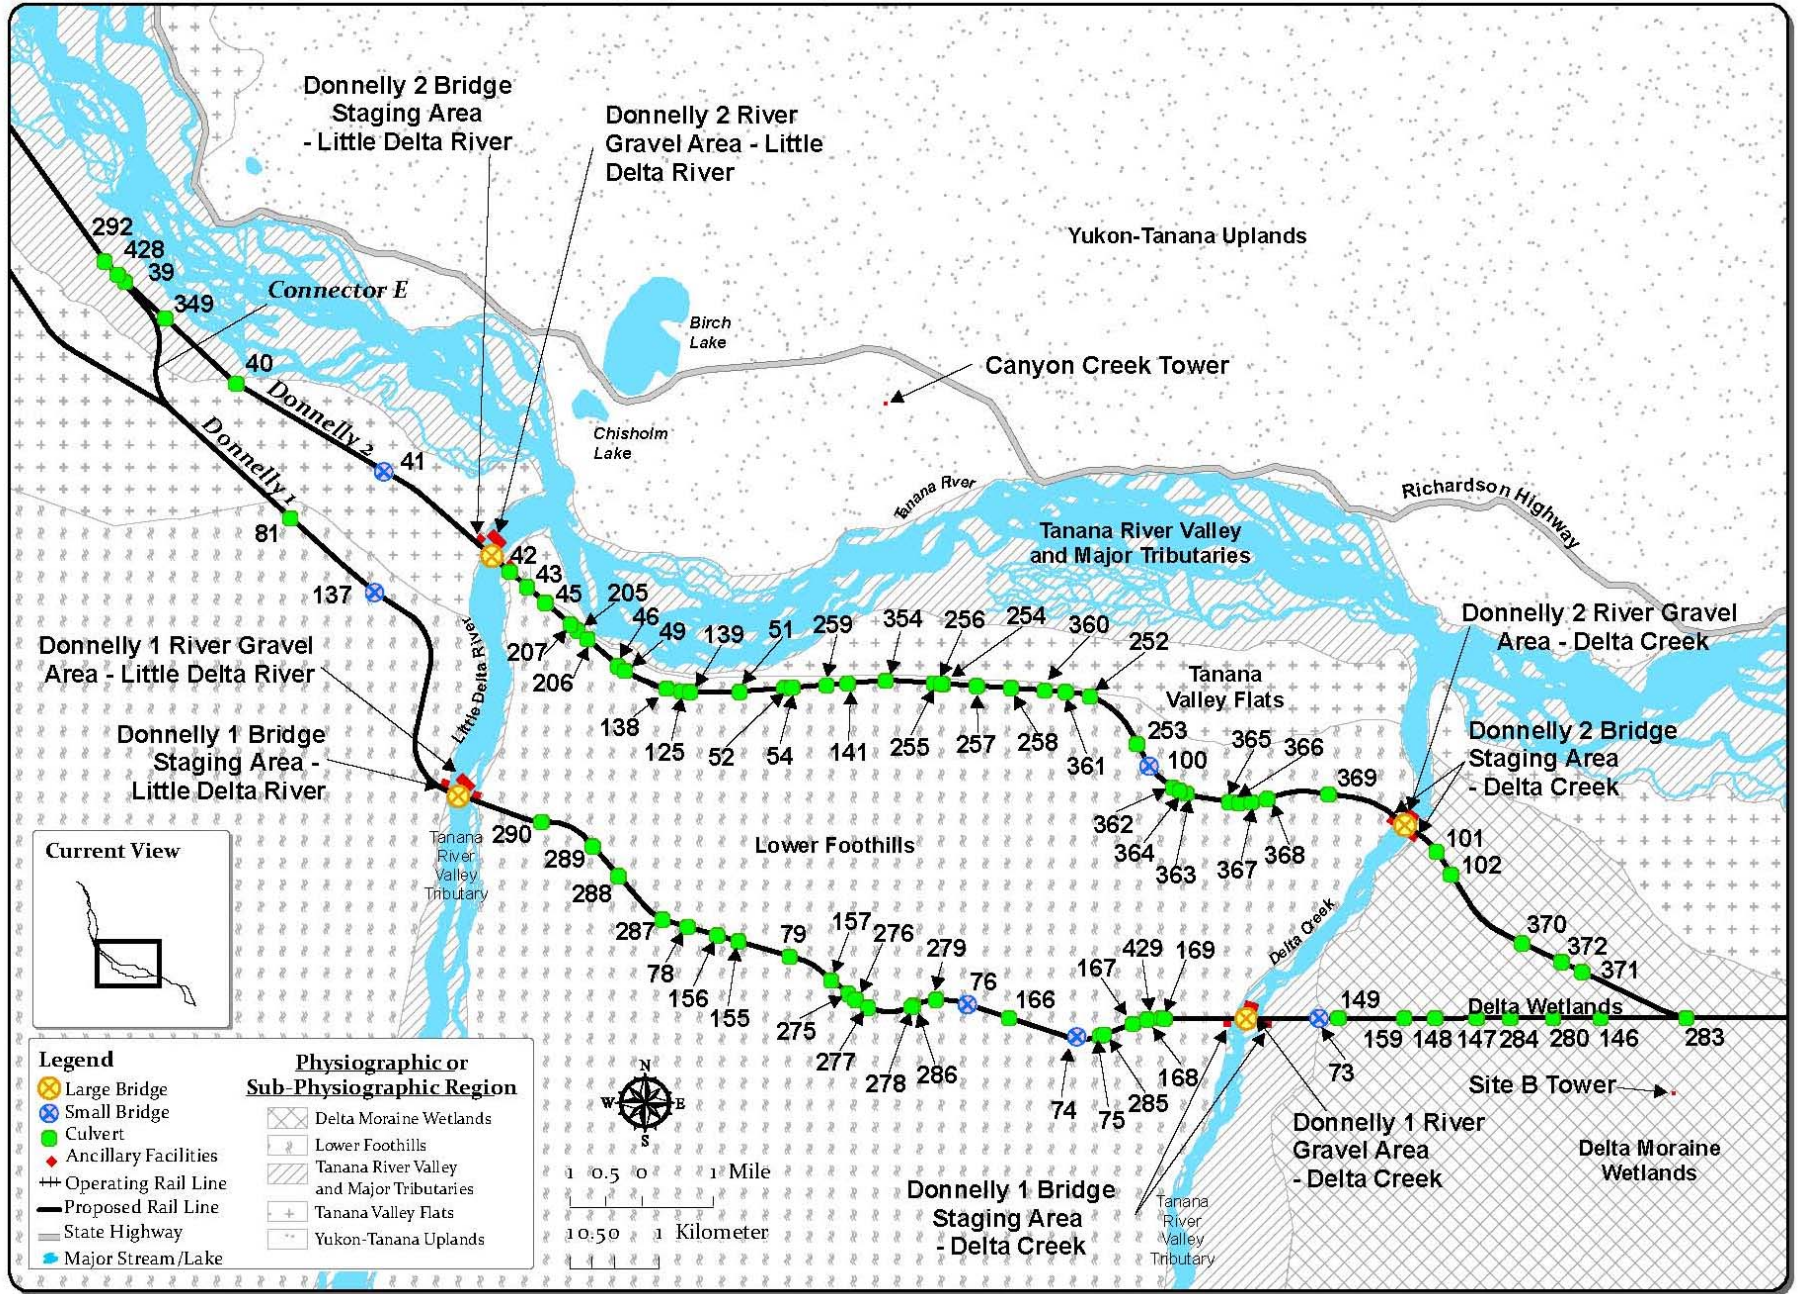 Donnelly 2 Bridge
Staging Area
- Little Delta River
Donnelly 2 River
Gravel Area - Little
Delta River
Yukon-Tanana Uplands
292
428
39
349
Connector E
Birch
Lake
Canyon Creek Tower
40
Donnelly 2
Chisholm
Lake
41
Donnelly 1
81
Tanana River
Richardson Highway
Tanana River Valley
and Major Tributaries
42
43
45
137
205
46
49
139
51
259
354
256
254
360
252
207
206
Little Delta River
Donnelly 1 River Gravel
Area - Little Delta River
Donnelly 2 River Gravel
Area - Delta Creek
Tanana
Valley Flats
138
125
52
54
141
255
257
258
361
253
100
365
366
369
Donnelly 1 Bridge
Staging Area -
Little Delta River
Donnelly 2 Bridge
Staging Area
- Delta Creek
362
364
363
367
368
101
102
290
289
288
Tanana
River
Valley
Tributary
Lower Foothills
287
78
156
155
79
157
276
279
76
275
277
278
286
166
167
429
169
Delta Creek
370
372
371
74
75
285
168
149
Delta Wetlands
73
159
148
147
284
280
146
283
Site B Tower
Donnelly 1 River
Gravel Area
- Delta Creek
Delta Moraine
Wetlands
Donnelly 1 Bridge
Staging Area
- Delta Creek
Tanana
River
Valley
Tributary
Current View
Legend
Large Bridge
Small Bridge
Culvert
Ancillary Facilities
Operating Rail Line
Proposed Rail Line
State Highway
Major Stream/Lake
Physiographic or
Sub-Physiographic Region
Delta Moraine Wetlands
Lower Foothills
Tanana River Valley
and Major Tributaries
Tanana Valley Flats
Yukon-Tanana Uplands
N
W E
S
1 0.5 0 1 Mile
1 0.5 0 1 Kilometer